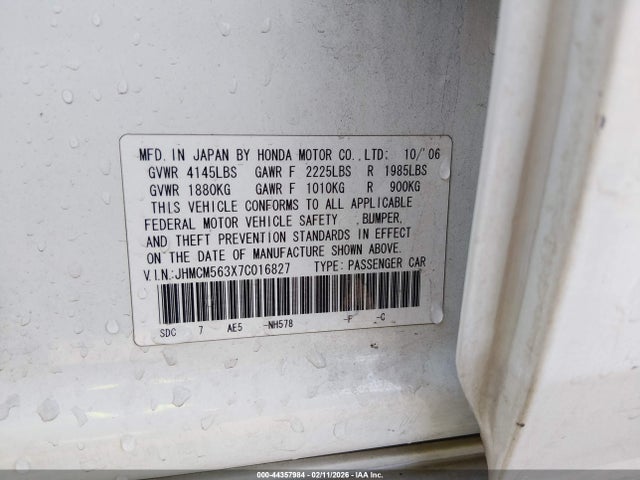 MFD. IN JAPAN BY HONDA MOTOR CO.,LTD: 10/'06
GVWR 4145LBS GAWR F 2225LBS R 1985LBS
GVWR 1880KG GAWR F 1010KG R 900KG
THIS VEHICLE CONFORMS TO ALL APPLICABLE
FEDERAL MOTOR VEHICLE SAFETY ,BUMPER,
AND THEFT PREVENTION STANDARDS IN EFFECT
ON THE DATE OF MANUFACTURE SHOWN ABOVE.
V.I.N.:JHMCM563X7C016827 TYPE: PASSENGER CAR
SDC 7 AE5 -NH578 -F -C
000-44357984 - 02/11/2026 - IAAI.com